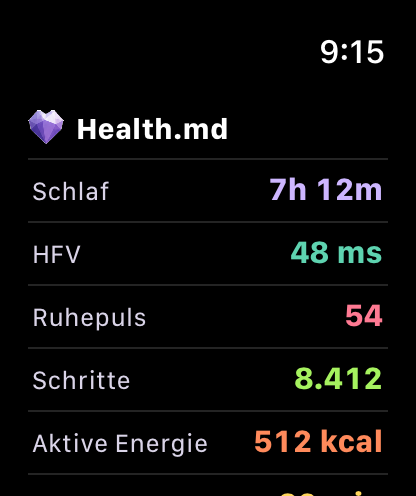 9:15
Health.md
Schlaf 7h 12m
HFV 48 ms
Ruhepuls 54
Schritte 8.412
Aktive Energie 512 kcal